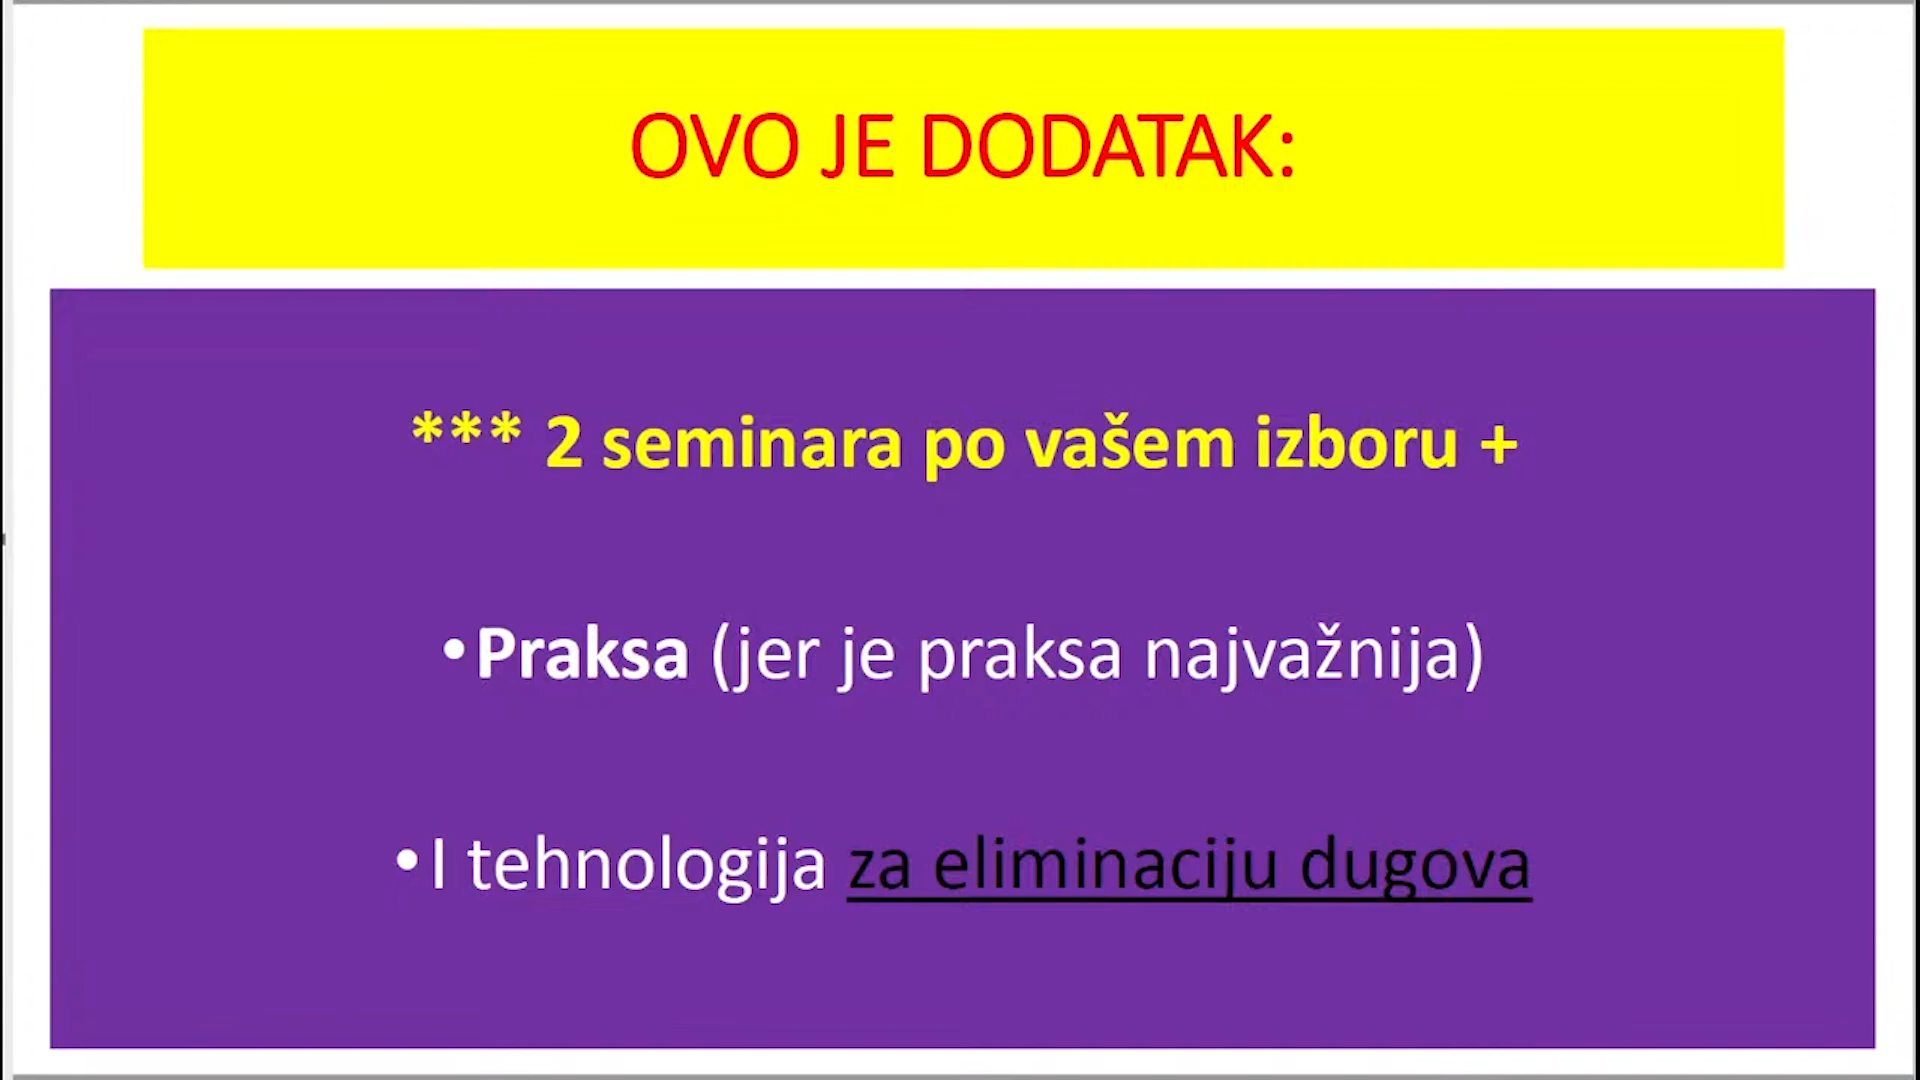 OVO JE DODATAK:
*** 2 seminara po vašem izboru +
•Praksa (jer je praksa najvažnija)
•I tehnologija za eliminaciju dugova